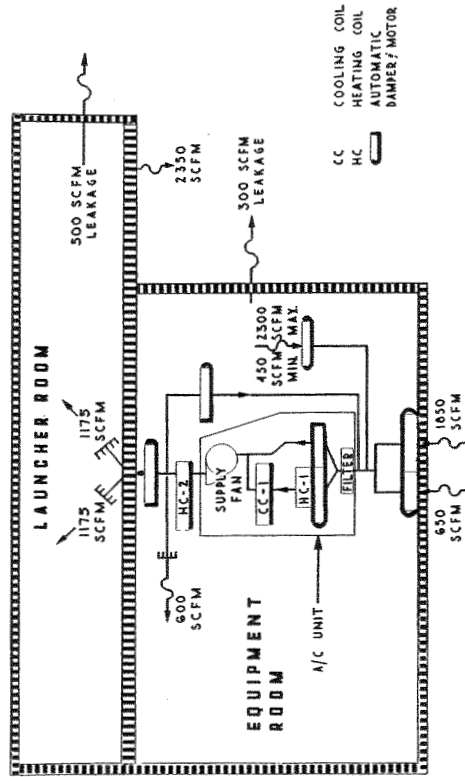 LAUNCHER ROOM
500 SCFM
LEAKAGE
1175
SCFM
1175
SCFM
2350
SCFM
300 SCFM
LEAKAGE
600
SCFM
HC-2
SUPPLY
FAN
CC-1
HC-1
FILTER
450 2300
SCFM SCFM
MIN. MAX.
EQUIPMENT
ROOM
A/C UNIT
650
SCFM
1850
SCFM
CC COOLING COIL
HC HEATING COIL
AUTOMATIC
DAMPER/MOTOR